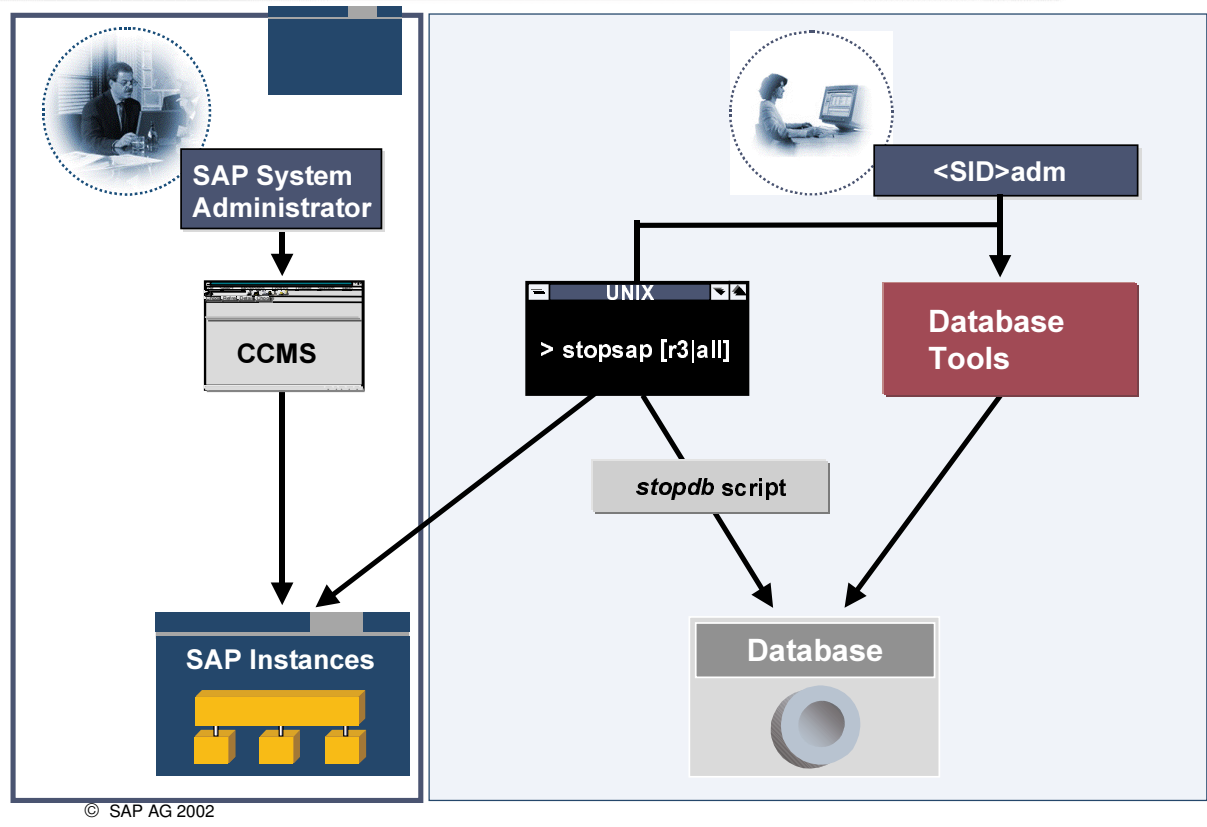 SAP System
Administrator
<SID>adm
CCMS
UNIX
> stopsap [r3|all]
Database
Tools
stopdb script
SAP Instances
Database
© SAP AG 2002